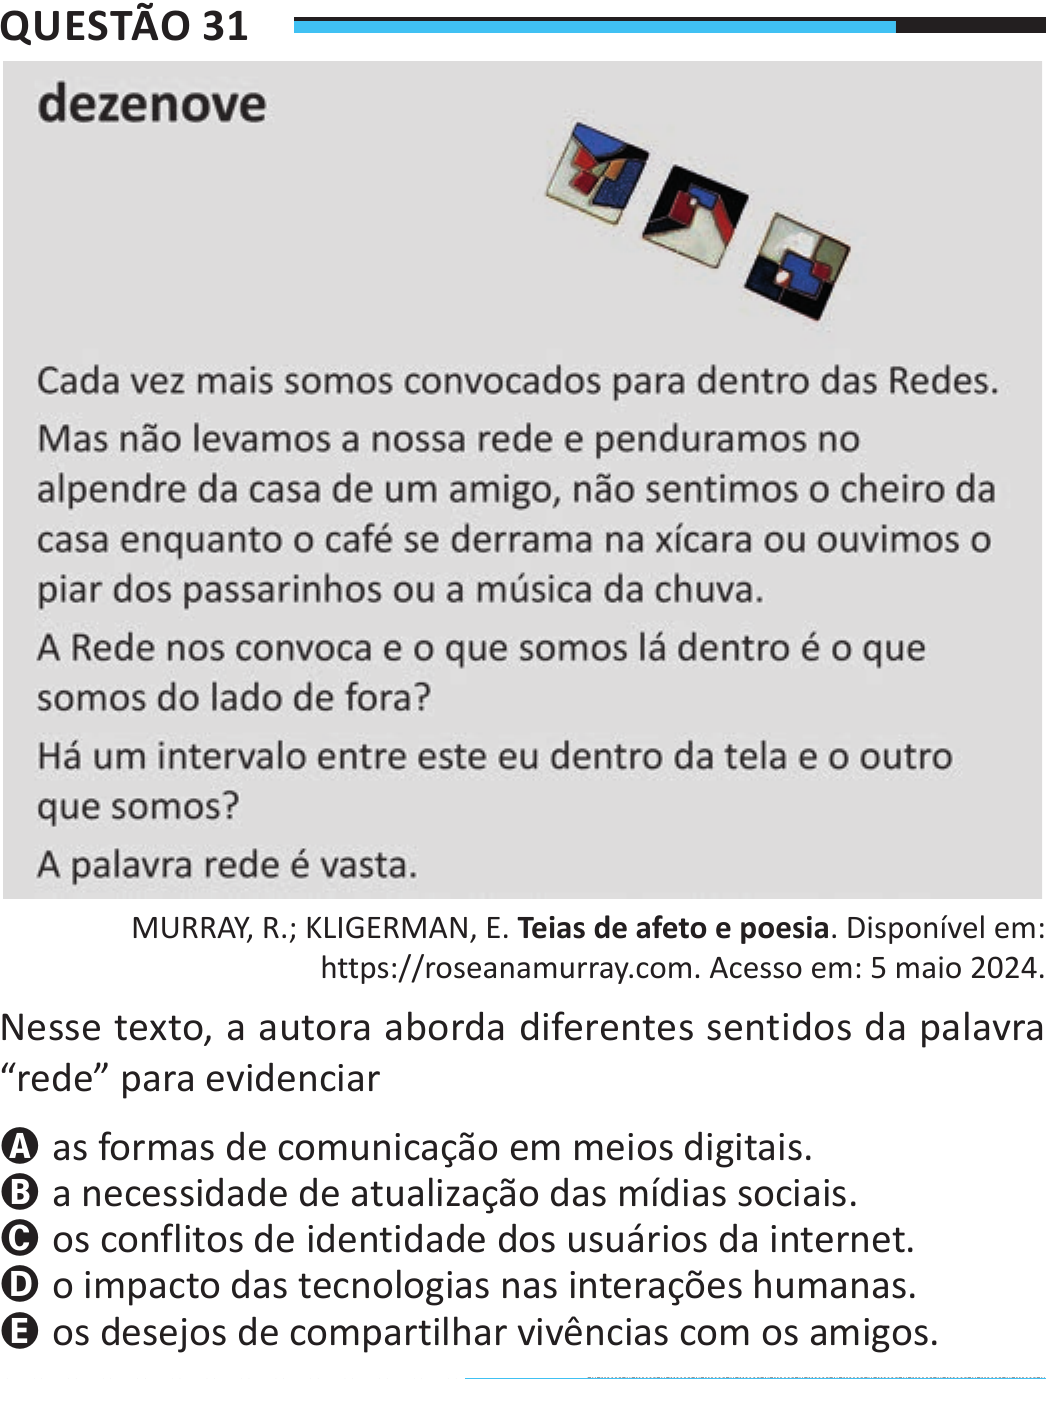 QUESTÃO 31
dezenove
Cada vez mais somos convocados para dentro das Redes.
Mas não levamos a nossa rede e penduramos no
alpendre da casa de um amigo, não sentimos o cheiro da
casa enquanto o café se derrama na xícara ou ouvimos o
piar dos passarinhos ou a música da chuva.
A Rede nos convoca e o que somos lá dentro é o que
somos do lado de fora?
Há um intervalo entre este eu dentro da tela e o outro
que somos?
A palavra rede é vasta.
MURRAY, R.; KLIGERMAN, E. Teias de afeto e poesia. Disponível em:
https://roseanamurray.com. Acesso em: 5 maio 2024.
Nesse texto, a autora aborda diferentes sentidos da palavra
“rede” para evidenciar
A as formas de comunicação em meios digitais.
B a necessidade de atualização das mídias sociais.
C os conflitos de identidade dos usuários da internet.
D o impacto das tecnologias nas interações humanas.
E os desejos de compartilhar vivências com os amigos.